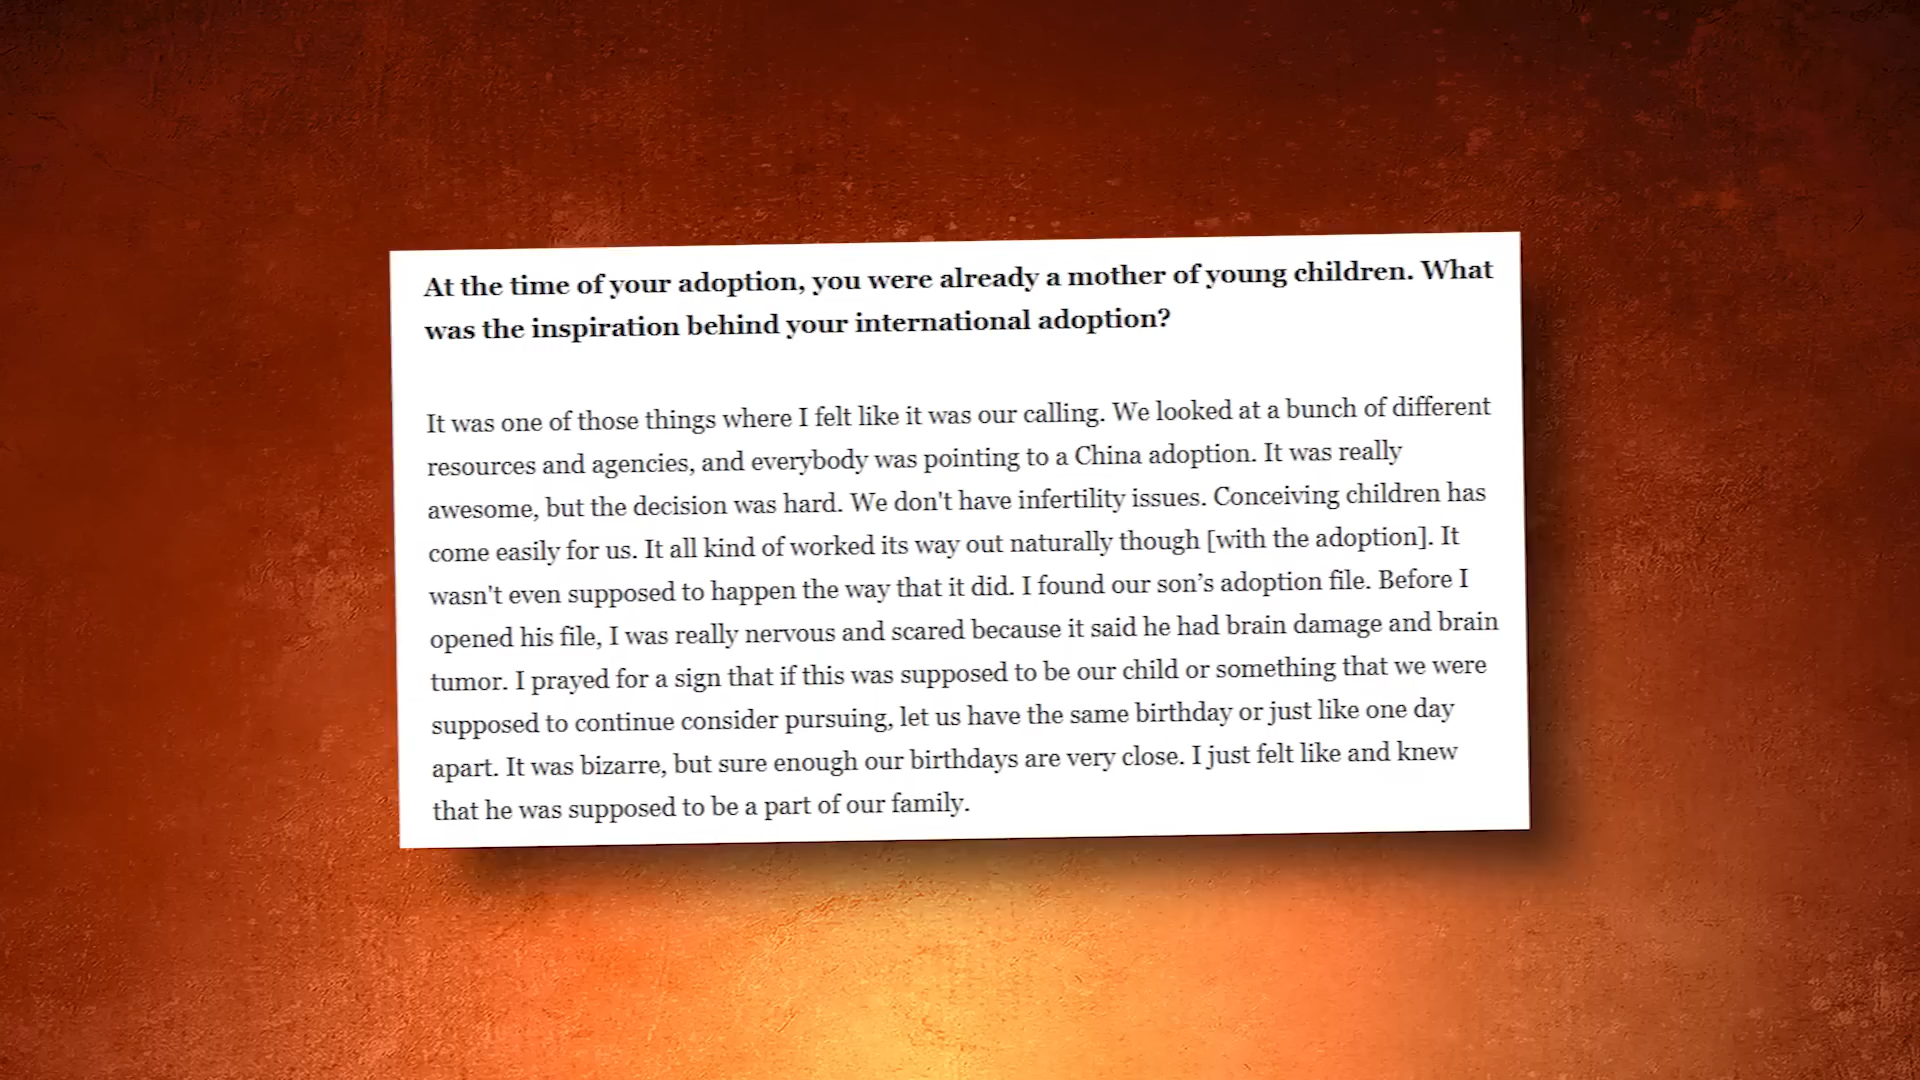 At the time of your adoption, you were already a mother of young children. What
was the inspiration behind your international adoption?
It was one of those things where I felt like it was our calling. We looked at a bunch of different
resources and agencies, and everybody was pointing to a China adoption. It was really
awesome, but the decision was hard. We don't have infertility issues. Conceiving children has
come easily for us. It all kind of worked its way out naturally though [with the adoption]. It
wasn't even supposed to happen the way that it did. I found our son’s adoption file. Before I
opened his file, I was really nervous and scared because it said he had brain damage and brain
tumor. I prayed for a sign that if this was supposed to be our child or something that we were
supposed to continue consider pursuing, let us have the same birthday or just like one day
apart. It was bizarre, but sure enough our birthdays are very close. I just felt like and knew
that he was supposed to be a part of our family.